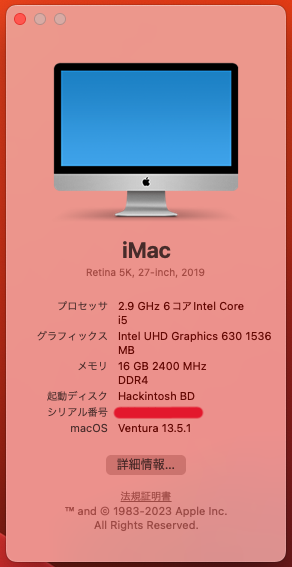 iMac
Retina 5K, 27-inch, 2019
プロセッサ 2.9 GHz 6コアIntel Core
i5
グラフィックス Intel UHD Graphics 630 1536
MB
メモリ 16 GB 2400 MHz
DDR4
起動ディスク Hackintosh BD
シリアル番号
macOS Ventura 13.5.1
詳細情報...
法規証明書
™ and © 1983-2023 Apple Inc.
All Rights Reserved.